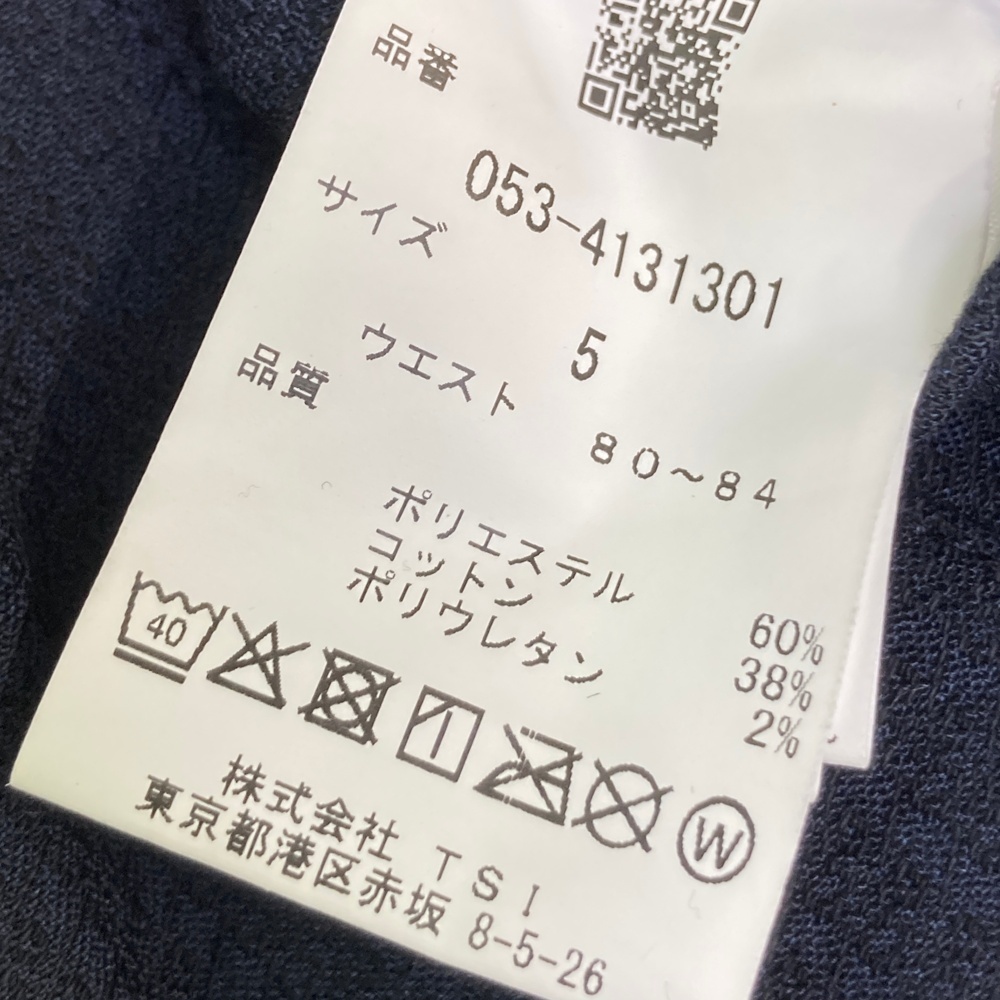 品番
053-4131301
サイズ
5
ウエスト 80〜84
品質
ポリエステル 60%
コットン 38%
ポリウレタン 2%
40
W
株式会社 TSI
東京都港区赤坂 8-5-26